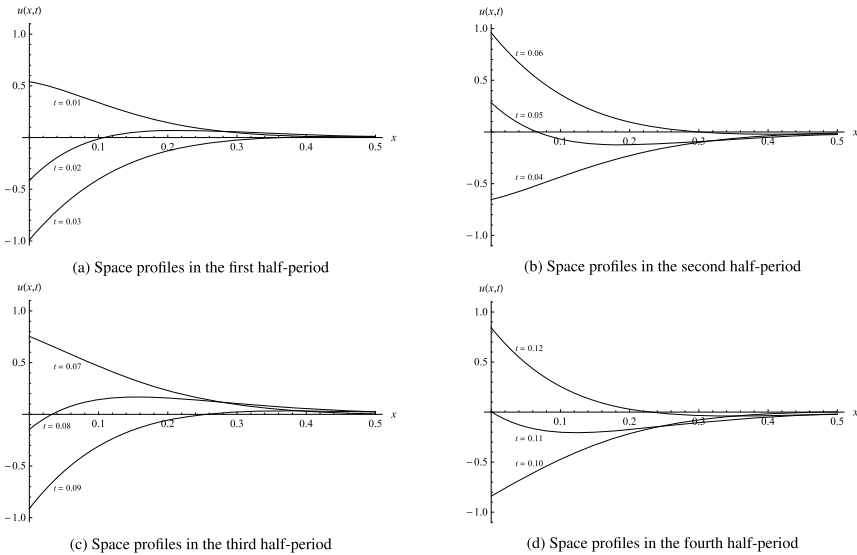 u(x,t)
1.0
0.5
−0.5
−1.0
0.1 0.2 0.3 0.4 0.5
x
t = 0.01
t = 0.02
t = 0.03
(a) Space profiles in the first half-period
u(x,t)
1.0
0.5
−0.5
−1.0
0.1 0.2 0.3 0.4 0.5
x
t = 0.06
t = 0.05
t = 0.04
(b) Space profiles in the second half-period
u(x,t)
1.0
0.5
−0.5
−1.0
0.1 0.2 0.3 0.4 0.5
x
t = 0.07
t = 0.08
t = 0.09
(c) Space profiles in the third half-period
u(x,t)
1.0
0.5
−0.5
−1.0
0.1 0.2 0.3 0.4 0.5
x
t = 0.12
t = 0.11
t = 0.10
(d) Space profiles in the fourth half-period